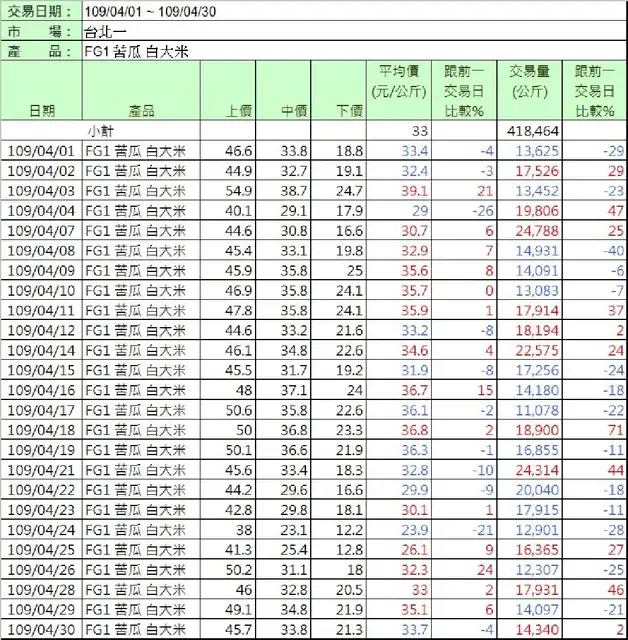 交易日期： 109/04/01 ~ 109/04/30
市　　場： 台北一
產　　品： FG1 苦瓜 白大米
日期 產品 上價 中價 下價 平均價 (元/公斤) 跟前一 交易日 比較% 交易量 (公斤) 跟前一 交易日 比較%
小計 33 418,464
109/04/01 FG1 苦瓜 白大米 46.6 33.8 18.8 33.4 -4 13,625 -29
109/04/02 FG1 苦瓜 白大米 44.9 32.7 19.1 32.4 -3 17,526 29
109/04/03 FG1 苦瓜 白大米 54.9 38.7 24.7 39.1 21 13,452 -23
109/04/04 FG1 苦瓜 白大米 40.1 29.1 17.9 29 -26 19,806 47
109/04/07 FG1 苦瓜 白大米 44.6 30.8 16.6 30.7 6 24,788 25
109/04/08 FG1 苦瓜 白大米 45.4 33.1 19.8 32.9 7 14,931 -40
109/04/09 FG1 苦瓜 白大米 45.9 35.8 25 35.6 8 14,091 -6
109/04/10 FG1 苦瓜 白大米 46.9 35.8 24.1 35.7 0 13,083 -7
109/04/11 FG1 苦瓜 白大米 47.8 35.8 24.1 35.9 1 17,914 37
109/04/12 FG1 苦瓜 白大米 44.6 33.2 21.6 33.2 -8 18,194 2
109/04/14 FG1 苦瓜 白大米 46.1 34.8 22.6 34.6 4 22,575 24
109/04/15 FG1 苦瓜 白大米 45.5 31.7 19.2 31.9 -8 17,256 -24
109/04/16 FG1 苦瓜 白大米 48 37.1 24 36.7 15 14,180 -18
109/04/17 FG1 苦瓜 白大米 50.6 35.8 22.6 36.1 -2 11,078 -22
109/04/18 FG1 苦瓜 白大米 50 36.8 23.3 36.8 2 18,900 71
109/04/19 FG1 苦瓜 白大米 50.1 36.6 21.9 36.3 -1 16,855 -11
109/04/21 FG1 苦瓜 白大米 45.6 33.4 18.3 32.8 -10 24,314 44
109/04/22 FG1 苦瓜 白大米 44.2 29.6 16.6 29.9 -9 20,040 -18
109/04/23 FG1 苦瓜 白大米 42.8 29.8 18.1 30.1 1 17,915 -11
109/04/24 FG1 苦瓜 白大米 38 23.1 12.2 23.9 -21 12,901 -28
109/04/25 FG1 苦瓜 白大米 41.3 25.4 12.8 26.1 9 16,365 27
109/04/26 FG1 苦瓜 白大米 50.2 31.1 18 32.3 24 12,307 -25
109/04/28 FG1 苦瓜 白大米 46 32.8 20.5 33 2 17,931 46
109/04/29 FG1 苦瓜 白大米 49.1 34.8 21.9 35.1 6 14,097 -21
109/04/30 FG1 苦瓜 白大米 45.7 33.8 21.3 33.7 -4 14,340 2